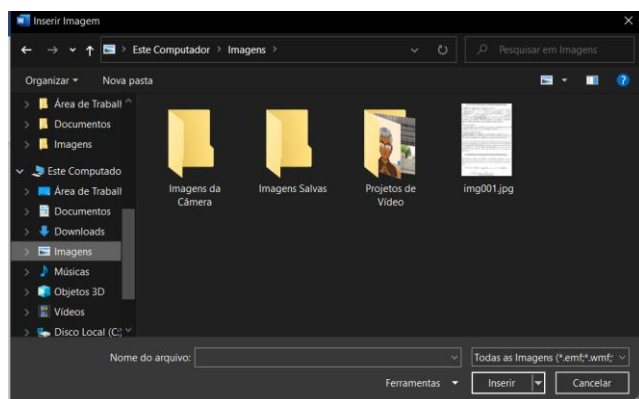 Inserir Imagem
Este Computador > Imagens >
Pesquisar em Imagens
Organizar
Nova pasta
Área de Traball
Documentos
Imagens
Este Computado
Área de Traball
Documentos
Downloads
Imagens
Músicas
Objetos 3D
Vídeos
Disco Local (C:)
Imagens da
Câmera
Imagens Salvas
Projetos de
Vídeo
img001.jpg
Nome do arquivo:
Todas as Imagens (*.emf;*.wmf;
Ferramentas
Inserir
Cancelar